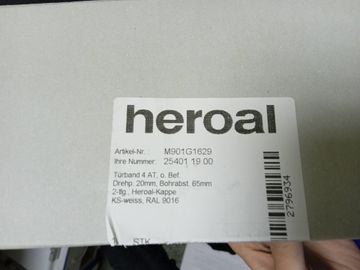 heroal
Artikel-Nr.: M901G1629
Ihre Nummer: 25401 19 00
Türband 4 AT, o. Bef.
Drehp. 20mm, Bohrabst. 65mm
2-tlg., Heroal-Kappe
KS-weiss, RAL 9016
STK
2796934